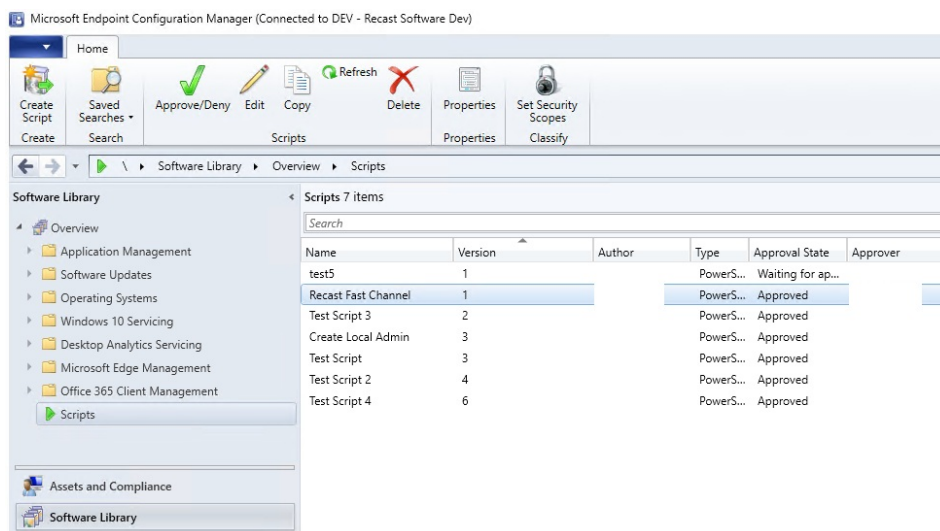 Microsoft Endpoint Configuration Manager (Connected to DEV - Recast Software Dev)
Home
Create Script
Saved Searches
Approve/Deny
Edit
Copy
Refresh
Delete
Properties
Set Security Scopes
Create
Search
Scripts
Properties
Classify
\ Software Library Overview Scripts
Software Library
Overview
Application Management
Software Updates
Operating Systems
Windows 10 Servicing
Desktop Analytics Servicing
Microsoft Edge Management
Office 365 Client Management
Scripts
Assets and Compliance
Software Library
Scripts 7 items
Search
Name Version Author Type Approval State Approver
test5 1 PowerS... Waiting for ap...
Recast Fast Channel 1 PowerS... Approved
Test Script 3 2 PowerS... Approved
Create Local Admin 3 PowerS... Approved
Test Script 3 PowerS... Approved
Test Script 2 4 PowerS... Approved
Test Script 4 6 PowerS... Approved